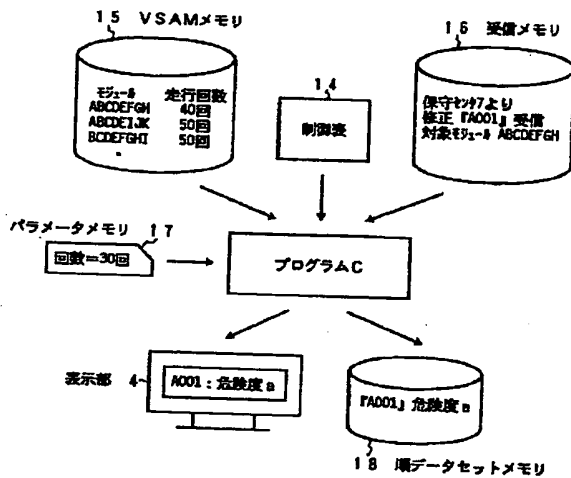 15 VSAMメモリ
モジュール 走行回数
ABCDEFGH 40回
ABCDEIJK 50回
BCDEFGHI 50回
14
制御表
16 受信メモリ
保守センタ7より
修正『A001』受信
対象モジュール ABCDEFGH
パラメータメモリ 17
回数=30回
プログラムC
表示部 4
A001:危険度a
『A001』危険度a
18 順データセットメモリ